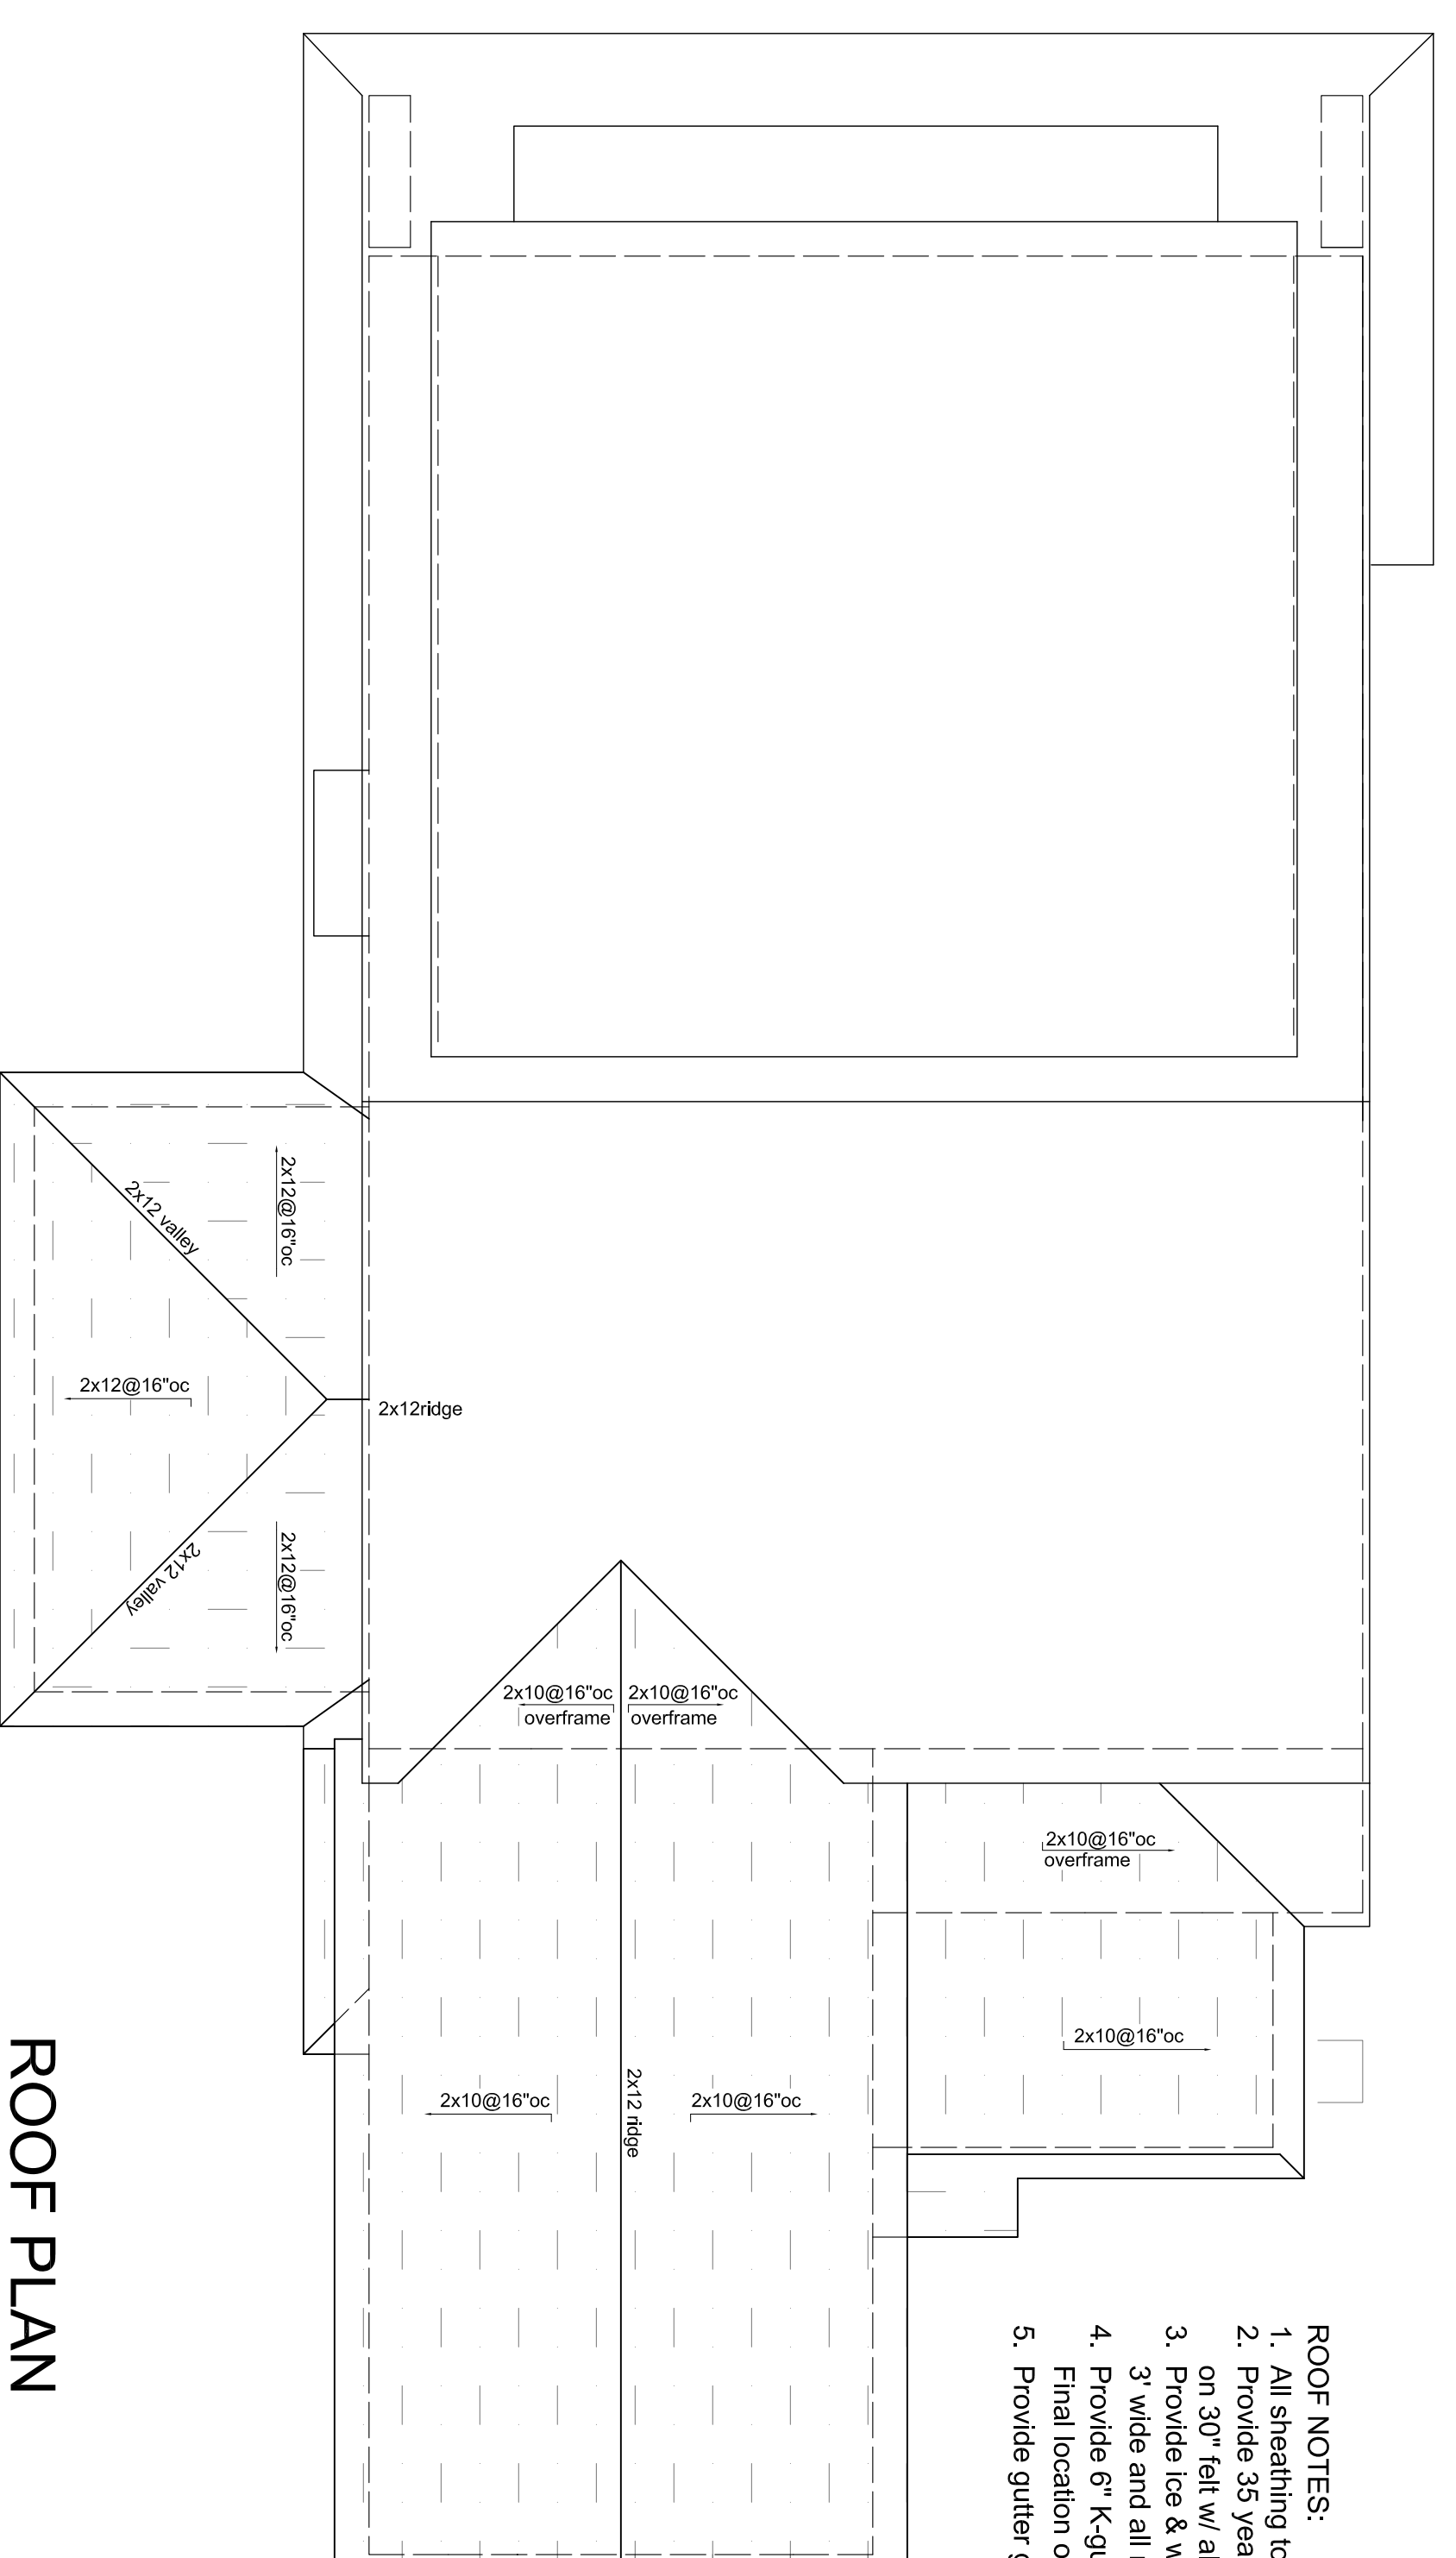 ROOF NOTES:
1. All sheathing to
2. Provide 35 yea
on 30" felt w/ al
3. Provide ice & w
3' wide and all
4. Provide 6" K-gu
Final location o
5. Provide gutter g
2x12@16"oc
2x12 valley
2x12@16"oc
2x12ridge
2x12@16"oc
2x12 valley
2x10@16"oc
overframe
2x10@16"oc
overframe
2x10@16"oc
overframe
2x10@16"oc
2x10@16"oc
2x12 ridge
2x10@16"oc
ROOF PLAN